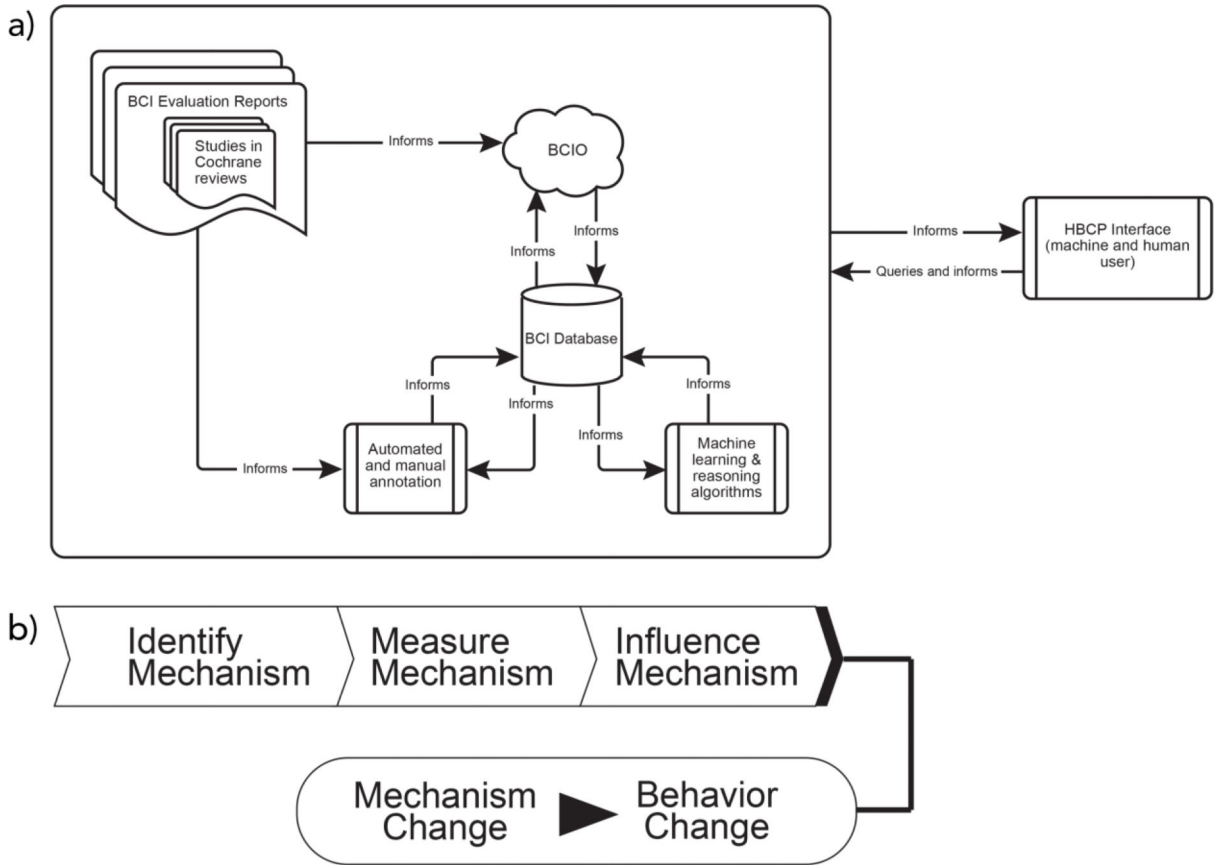 a)
BCI Evaluation Reports
Studies in
Cochrane
reviews
Informs
BCIO
Informs
Informs
Informs
HBCP Interface
(machine and human
user)
Queries and informs
BCI Database
Informs
Informs
Informs
Informs
Informs
Automated
and manual
annotation
Machine
learning &
reasoning
algorithms
b)
Identify
Mechanism
Measure
Mechanism
Influence
Mechanism
Mechanism
Change
Behavior
Change